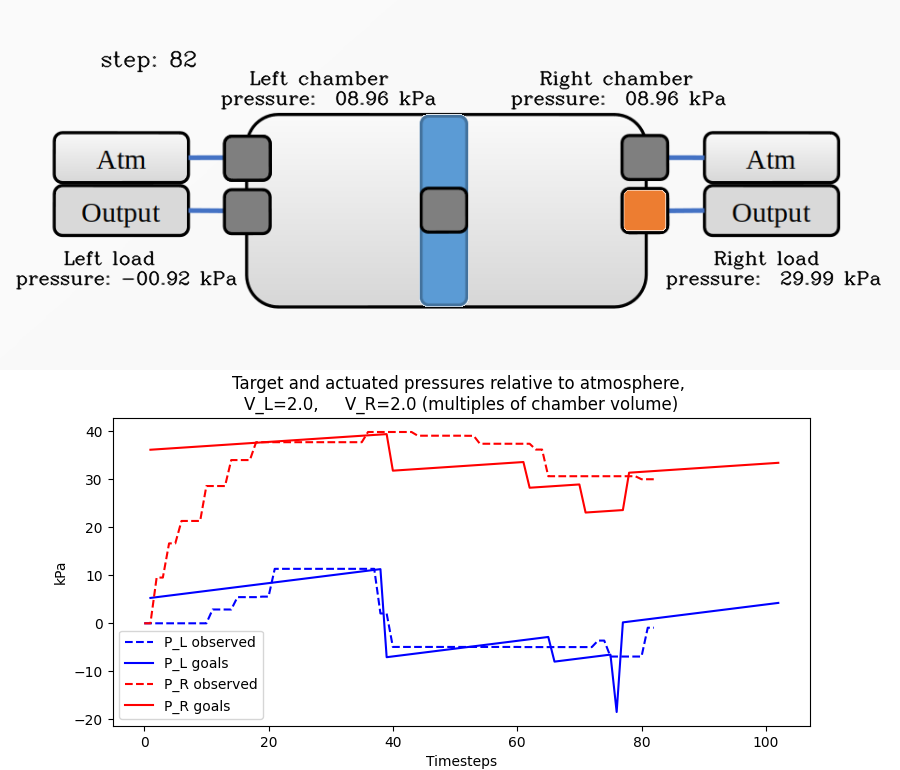 step: 82
Left chamber
pressure: 08.96 kPa
Right chamber
pressure: 08.96 kPa
Atm
Output
Atm
Output
Left load
pressure: −00.92 kPa
Right load
pressure: 29.99 kPa
Target and actuated pressures relative to atmosphere,
V_L=2.0, V_R=2.0 (multiples of chamber volume)
40
30
20
10
0
−10
−20
kPa
P_L observed
P_L goals
P_R observed
P_R goals
0 20 40 60 80 100
Timesteps